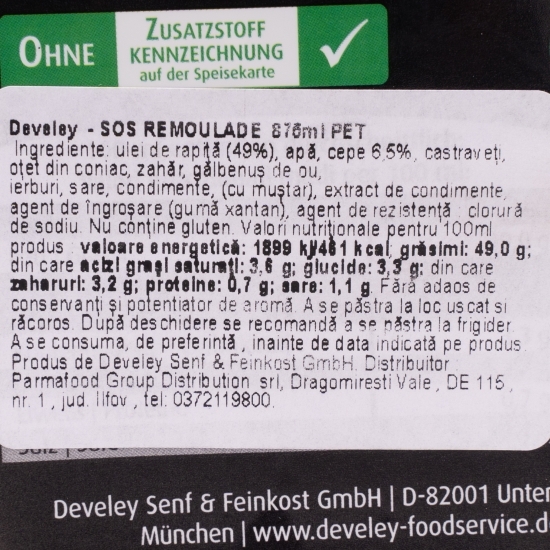 OHNE
ZUSATZSTOFF
KENNZEICHNUNG
auf der Speisekarte
Develey - SOS REMOULADE 875ml PET
Ingrediente: ulei de rapiță (49%), apă, cepe 6,5%, castraveți,
oțet din coniac, zahăr, gălbenuș de ou,
ierburi, sare, condimente, (cu muștar), extract de condimente,
agent de îngroșare (gumă xantan), agent de rezistență : clorură
de sodiu. Nu conține gluten. Valori nutriționale pentru 100ml
produs : valoare energetică: 1899 kj/461 kcal; grăsimi: 49,0 g;
din care acizi grași saturați: 3,6 g; glucide: 3,3 g; din care
zaharuri: 3,2 g; proteine: 0,7 g; sare: 1,1 g. Fără adaos de
conservanți și potentiator de aromă. A se păstra la loc uscat si
răcoros. După deschidere se recomandă a se păstra la frigider.
A se consuma, de preferintă , inainte de data indicată pe produs.
Produs de Develey Senf & Feinkost GmbH. Distribuitor :
Parmafood Group Distribution srl, Dragomiresti Vale , DE 115 ,
nr. 1 , jud. Ilfov , tel: 0372119800.
Develey Senf & Feinkost GmbH | D-82001 Unter
München | www.develey-foodservice.d